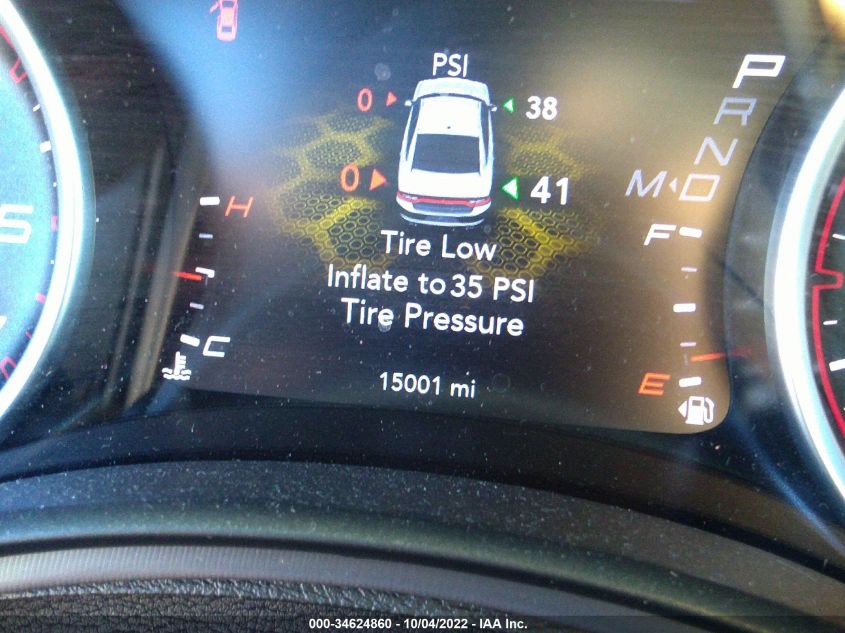 PSI
0 38
0 41
Tire Low
Inflate to 35 PSI
Tire Pressure
15001 mi
H
C
P
R
N
M D
F
E
5
000-34624860 - 10/04/2022 - IAA Inc.